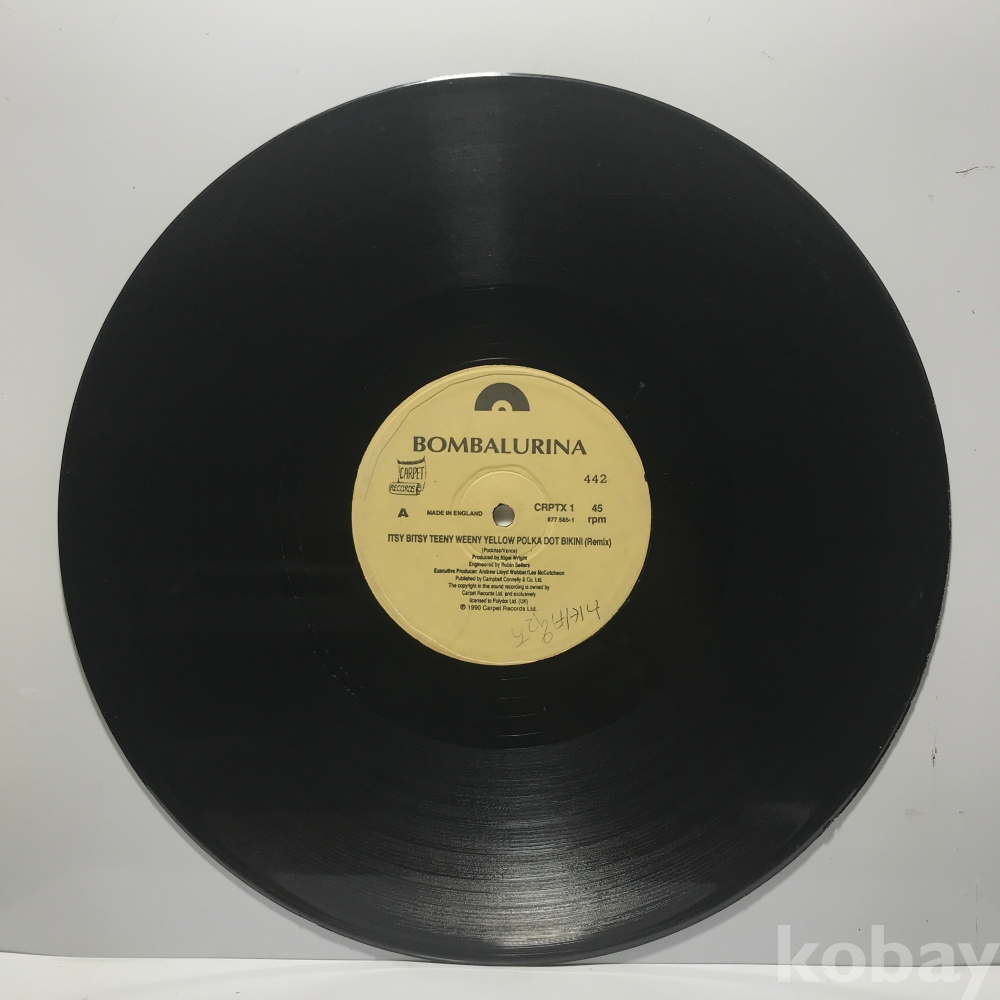 BOMBALURINA
CARPET
RECORDS
442
A MADE IN ENGLAND CRPTX 1 45
877 585-1 rpm
ITSY BITSY TEENY WEENY YELLOW POLKA DOT BIKINI (Remix)
(Pockriss/Vance)
Produced by Nigel Wright
Engineered by Robin Sellars
Executive Producer: Andrew Lloyd Webber/Les McCutcheon
Published by Campbell Connelly & Co. Ltd.
The copyright in this sound recording is owned by
Carpet Records Ltd. and exclusively
licensed to Polydor Ltd. (UK)
℗ 1990 Carpet Records Ltd.
kobay